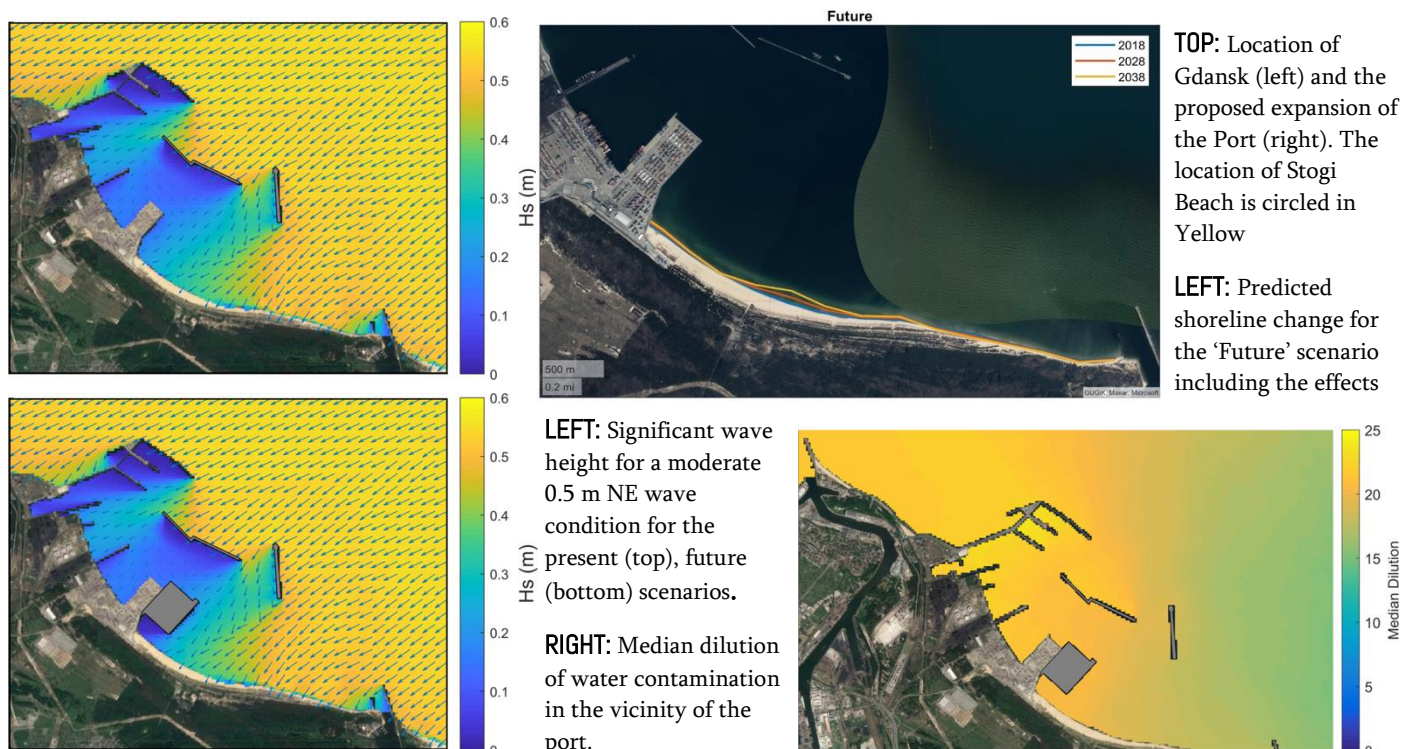 0.6
0.5
0.4
0.3
0.2
0.1
0
Hs (m)
Future
2018
2028
2038
500 m
0.2 mi
GUGiK, Maxar, Microsoft
TOP: Location of
Gdansk (left) and the
proposed expansion of
the Port (right). The
location of Stogi
Beach is circled in
Yellow
LEFT: Predicted
shoreline change for
the ‘Future’ scenario
including the effects
0.6
0.5
0.4
0.3
0.2
0.1
0
Hs (m)
LEFT: Significant wave
height for a moderate
0.5 m NE wave
condition for the
present (top), future
(bottom) scenarios.
RIGHT: Median dilution
of water contamination
in the vicinity of the
port.
25
20
15
10
5
0
Median Dilution